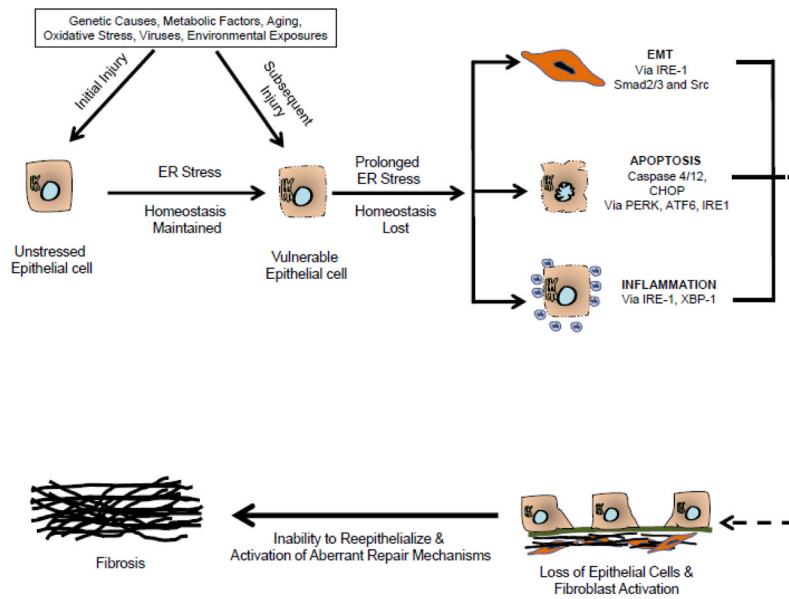 Genetic Causes, Metabolic Factors, Aging,
Oxidative Stress, Viruses, Environmental Exposures
Initial Injury
Subsequent
Injury
ER Stress
Homeostasis
Maintained
Prolonged
ER Stress
Homeostasis
Lost
Unstressed
Epithelial cell
Vulnerable
Epithelial cell
EMT
Via IRE-1
Smad2/3 and Src
APOPTOSIS
Caspase 4/12,
CHOP
Via PERK, ATF6, IRE1
INFLAMMATION
Via IRE-1, XBP-1
Fibrosis
Inability to Reepithelialize &
Activation of Aberrant Repair Mechanisms
Loss of Epithelial Cells &
Fibroblast Activation